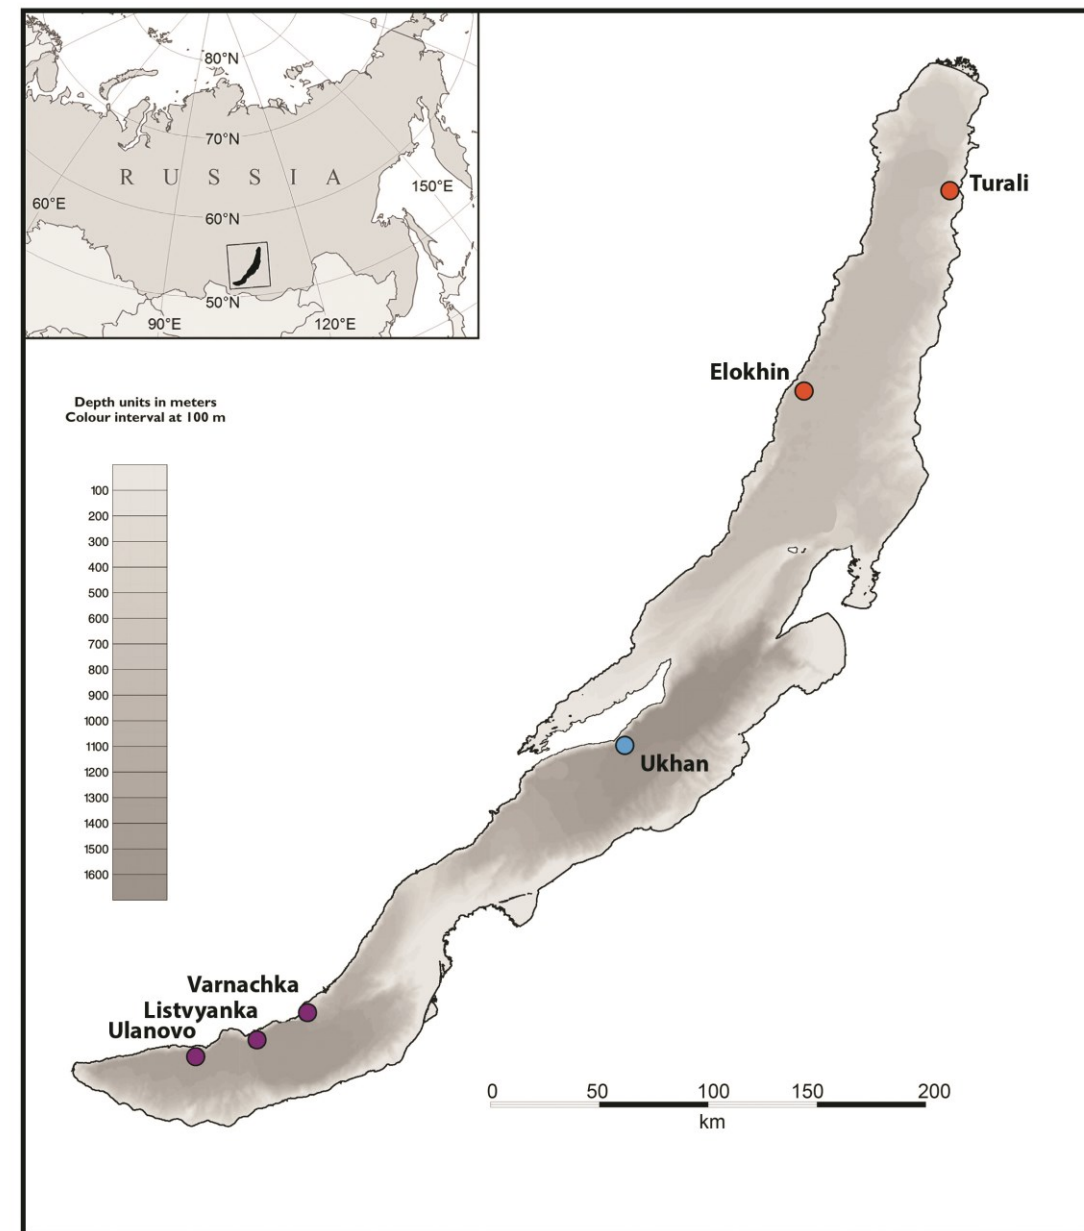 80°N
70°N
R U S S I A
150°E
60°E
60°N
50°N
90°E
120°E
Turali
Elokhin
Depth units in meters
Colour interval at 100 m
100
200
300
400
500
600
700
800
900
1000
1100
1200
1300
1400
1500
1600
Ukhan
Varnachka
Listvyanka
Ulanovo
0 50 100 150 200
km